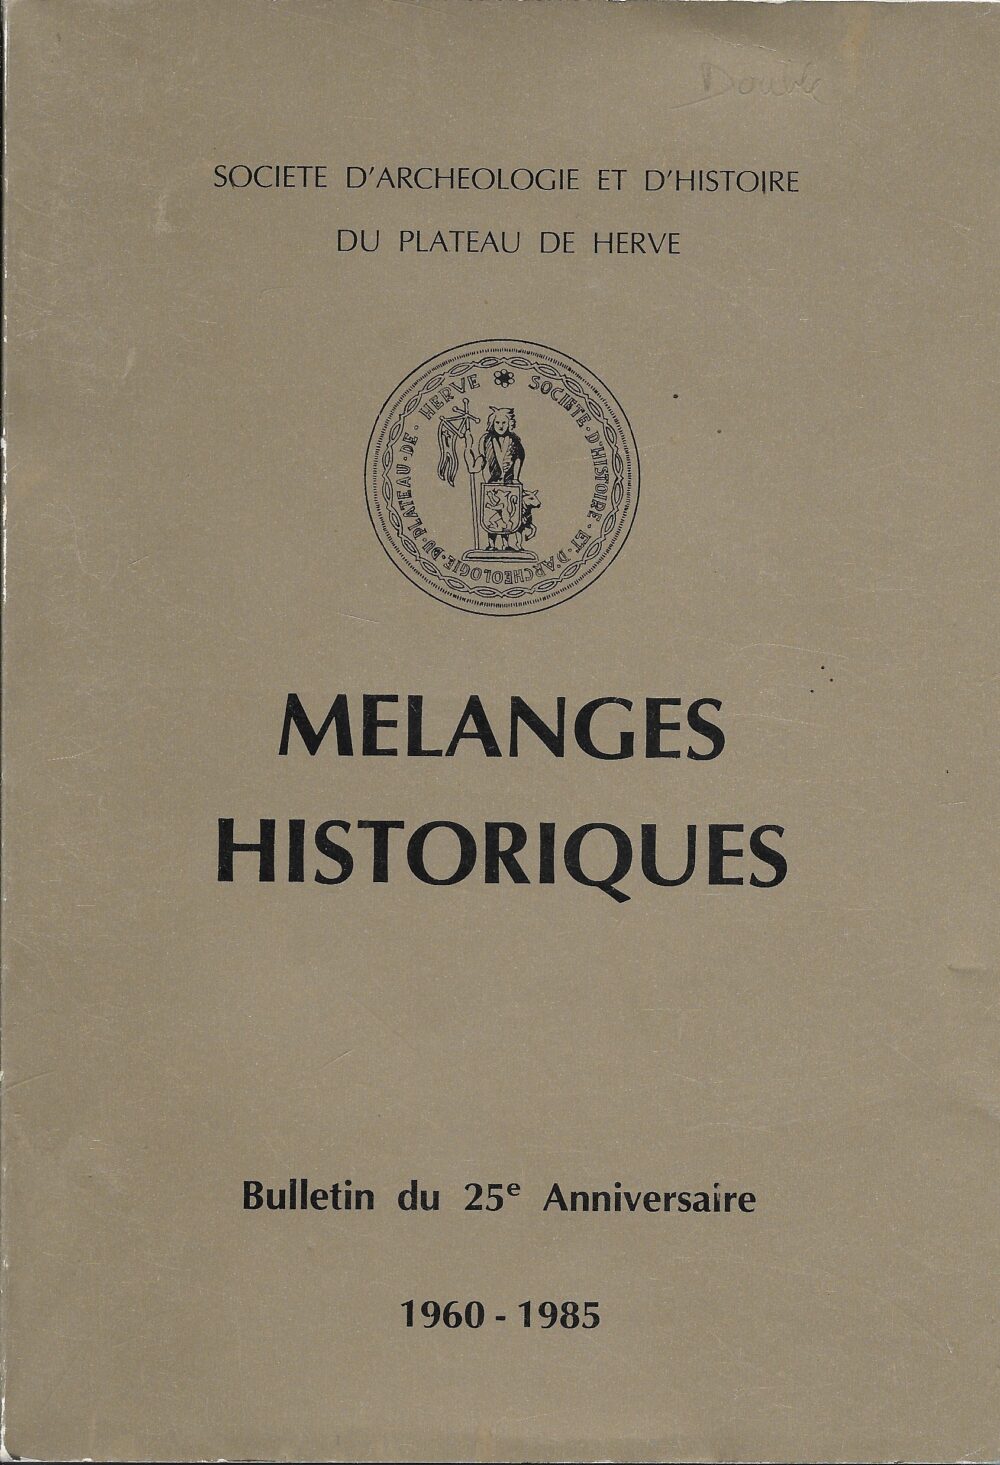 Double
SOCIETE D'ARCHEOLOGIE ET D'HISTOIRE
DU PLATEAU DE HERVE
SOCIETE·D'HISTOIRE·ET·D'ARCHEOLOGIE·DU·PLATEAU·DE·HERVE
MELANGES
HISTORIQUES
Bulletin du 25e Anniversaire
1960 - 1985